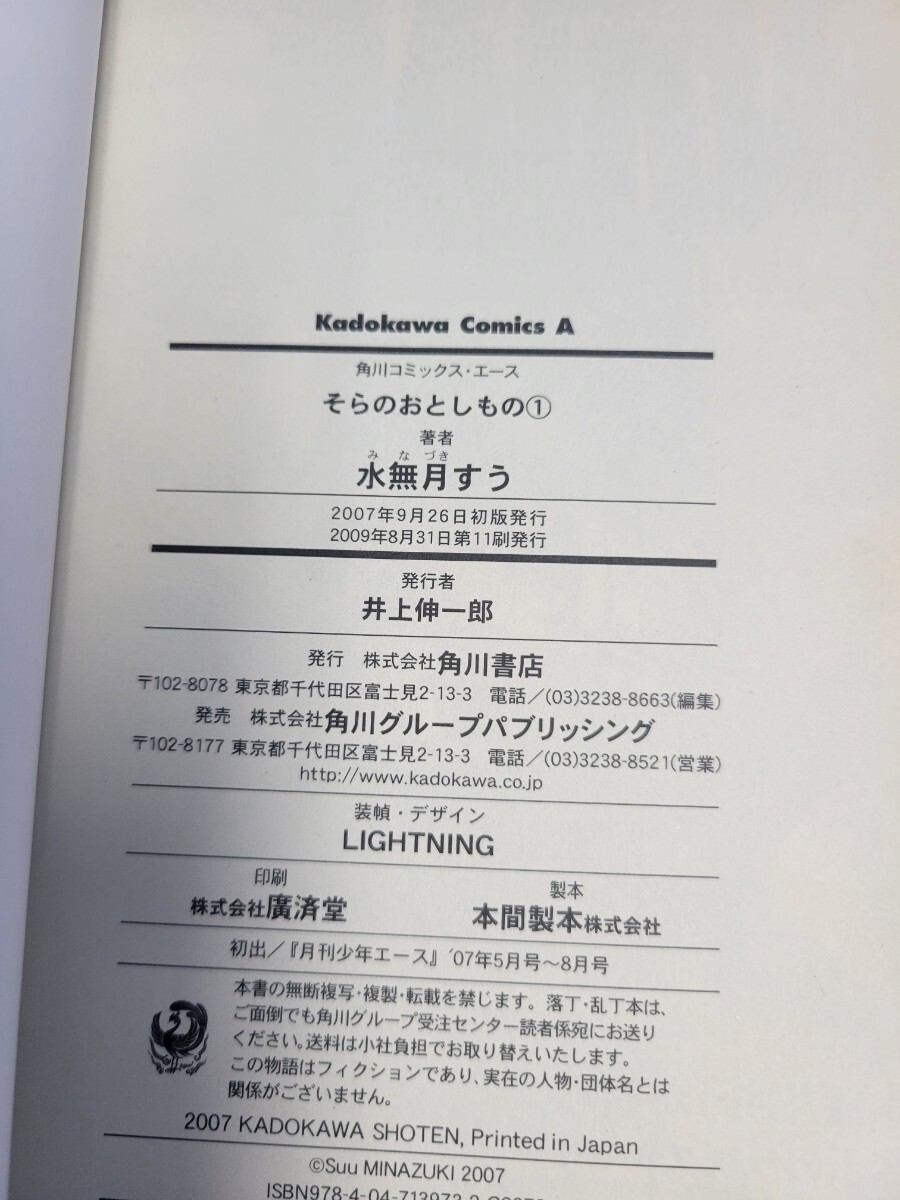 Kadokawa Comics A
角川コミックス・エース
そらのおとしもの①
著者
みなづき
水無月すう
2007年9月26日初版発行
2009年8月31日第11刷発行
発行者
井上伸一郎
発行　株式会社角川書店
〒102-8078 東京都千代田区富士見2-13-3　電話／(03)3238-8663(編集)
発売　株式会社角川グループパブリッシング
〒102-8177 東京都千代田区富士見2-13-3　電話／(03)3238-8521(営業)
http://www.kadokawa.co.jp
装幀・デザイン
LIGHTNING
印刷
株式会社廣済堂
製本
本間製本株式会社
初出／『月刊少年エース』'07年5月号〜8月号
本書の無断複写・複製・転載を禁じます。落丁・乱丁本は、
ご面倒でも角川グループ受注センター読者係宛にお送り
ください。送料は小社負担でお取り替えいたします。
この物語はフィクションであり、実在の人物・団体名とは
関係がございません。
2007 KADOKAWA SHOTEN, Printed in Japan
©Suu MINAZUKI 2007
ISBN978-4-04-713973-2